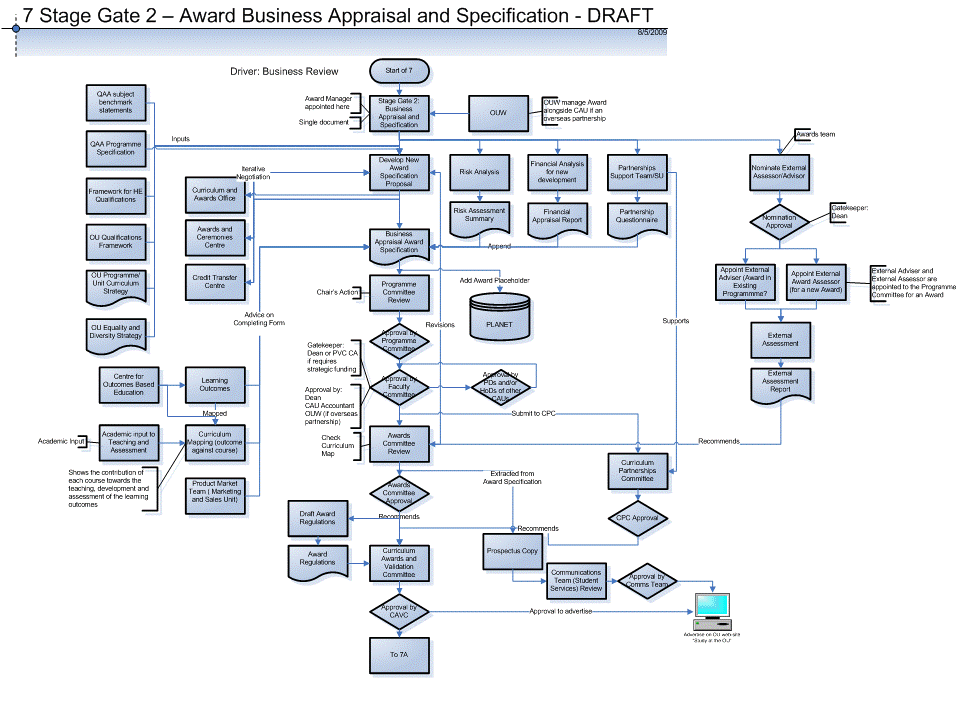 7 Stage Gate 2 – Award Business Appraisal and Specification - DRAFT
8/5/2009
Driver: Business Review
Start of 7
Award Manager
appointed here
Single document
Stage Gate 2:
Business
Appraisal and
Specification
OUW
OUW manage Award
alongside CAU if an
overseas partnership
Awards team
QAA subject
benchmark
statements
QAA Programme
Specification
Framework for HE
Qualifications
OU Qualifications
Framework
OU Programme/
Unit Curriculum
Strategy
OU Equality and
Diversity Strategy
Inputs
Iterative
Negotiation
Develop New
Award
Specification
Proposal
Risk Analysis
Financial Analysis
for new
development
Partnerships
Support Team/SU
Nominate External
Assessor/Advisor
Curriculum and
Awards Office
Awards and
Ceremonies
Centre
Credit Transfer
Centre
Risk Assessment
Summary
Financial
Appraisal Report
Partnership
Questionnaire
Nomination
Approval
Gatekeeper:
Dean
Business
Appraisal Award
Specification
Append
Appoint External
Adviser (Award in
Existing
Programmme?
Appoint External
Award Assessor
(for a new Award)
External Adviser and
External Assessor are
appointed to the Programme
Committee for an Award
Chair's Action
Programme
Committee
Review
Add Award Placeholder
PLANET
Advice on
Completing Form
Revisions
Supports
External
Assessment
External
Assessment
Report
Approval by
Programme
Committee
Gatekeeper:
Dean or PVC CA
if requires
strategic funding
Approval by:
Dean
CAU Accountant
OUW (if overseas
partnership)
Approval by
Faculty
Committee
Approval by
PDs and/or
HoDs of other
CAUs
Centre for
Outcomes Based
Education
Learning
Outcomes
Mapped
Academic Input
Academic input to
Teaching and
Assessment
Curriculum
Mapping (outcome
against course)
Shows the contribution of
each course towards the
teaching, development and
assessment of the learning
outcomes
Product Market
Team ( Marketing
and Sales Unit)
Submit to CPC
Check
Curriculum
Map
Awards
Committee
Review
Recommends
Curriculum
Partnerships
Committee
Extracted from
Award Specification
Awards
Committee
Approval
CPC Approval
Draft Award
Regulations
Recommends
Recommends
Award
Regulations
Curriculum
Awards and
Validation
Committee
Prospectus Copy
Communications
Team (Student
Services) Review
Approval by
Comms Team
Approval by
CAVC
Approval to advertise
Advertise on OU web-site
"Study at the OU"
To 7A